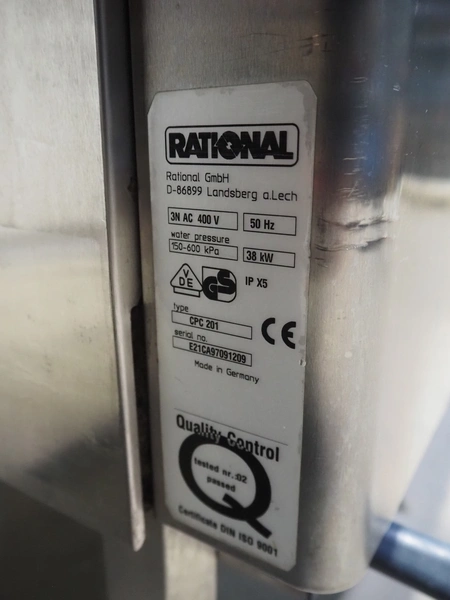 RATIONAL
Rational GmbH
D-86899 Landsberg a.Lech
3N AC 400 V
50 Hz
water pressure
150-600 kPa
38 kW
VDE
GS
IP X5
type
CPC 201
CE
serial no.
E21CA97091209
Made in Germany
Quality Control
tested nr.:02
passed
Certificate DIN ISO 9001